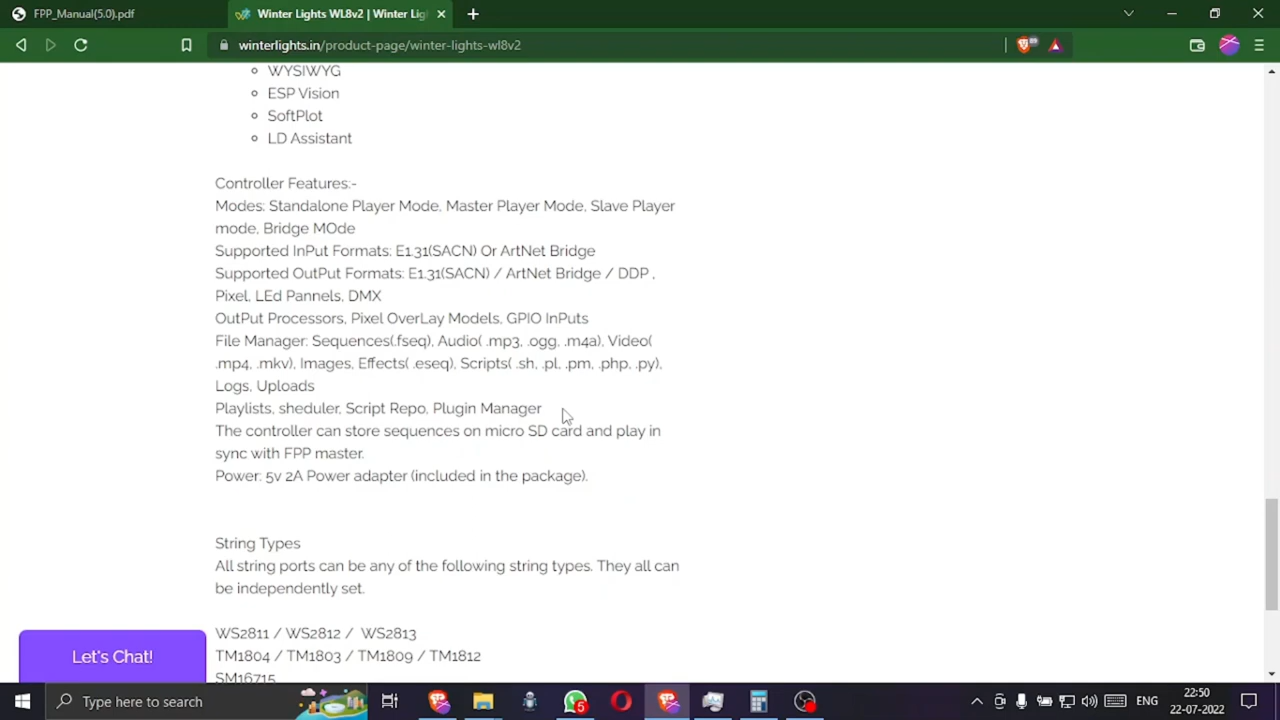 FPP_Manual(5.0).pdf
Winter Lights WL8v2 | Winter Lig
winterlights.in/product-page/winter-lights-wl8v2
WYSIWYG
ESP Vision
SoftPlot
LD Assistant
Controller Features:-
Modes: Standalone Player Mode, Master Player Mode, Slave Player
mode, Bridge MOde
Supported InPut Formats: E1.31(SACN) Or ArtNet Bridge
Supported OutPut Formats: E1.31(SACN) / ArtNet Bridge / DDP ,
Pixel, LEd Pannels, DMX
OutPut Processors, Pixel OverLay Models, GPIO InPuts
File Manager: Sequences(.fseq), Audio( .mp3, .ogg, .m4a), Video(
.mp4, .mkv), Images, Effects( .eseq), Scripts( .sh, .pl, .pm, .php, .py),
Logs, Uploads
Playlists, sheduler, Script Repo, Plugin Manager
The controller can store sequences on micro SD card and play in
sync with FPP master.
Power: 5v 2A Power adapter (included in the package).
String Types
All string ports can be any of the following string types. They all can
be independently set.
WS2811 / WS2812 /  WS2813
TM1804 / TM1803 / TM1809 / TM1812
SM16715
Let's Chat!
Type here to search
5
ENG
22:50
22-07-2022